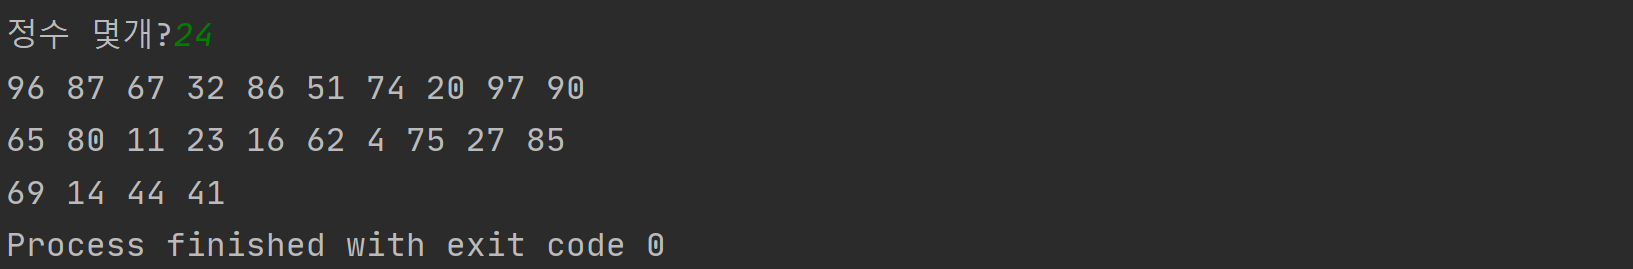 정수 몇개?24
96 87 67 32 86 51 74 20 97 90
65 80 11 23 16 62 4 75 27 85
69 14 44 41
Process finished with exit code 0